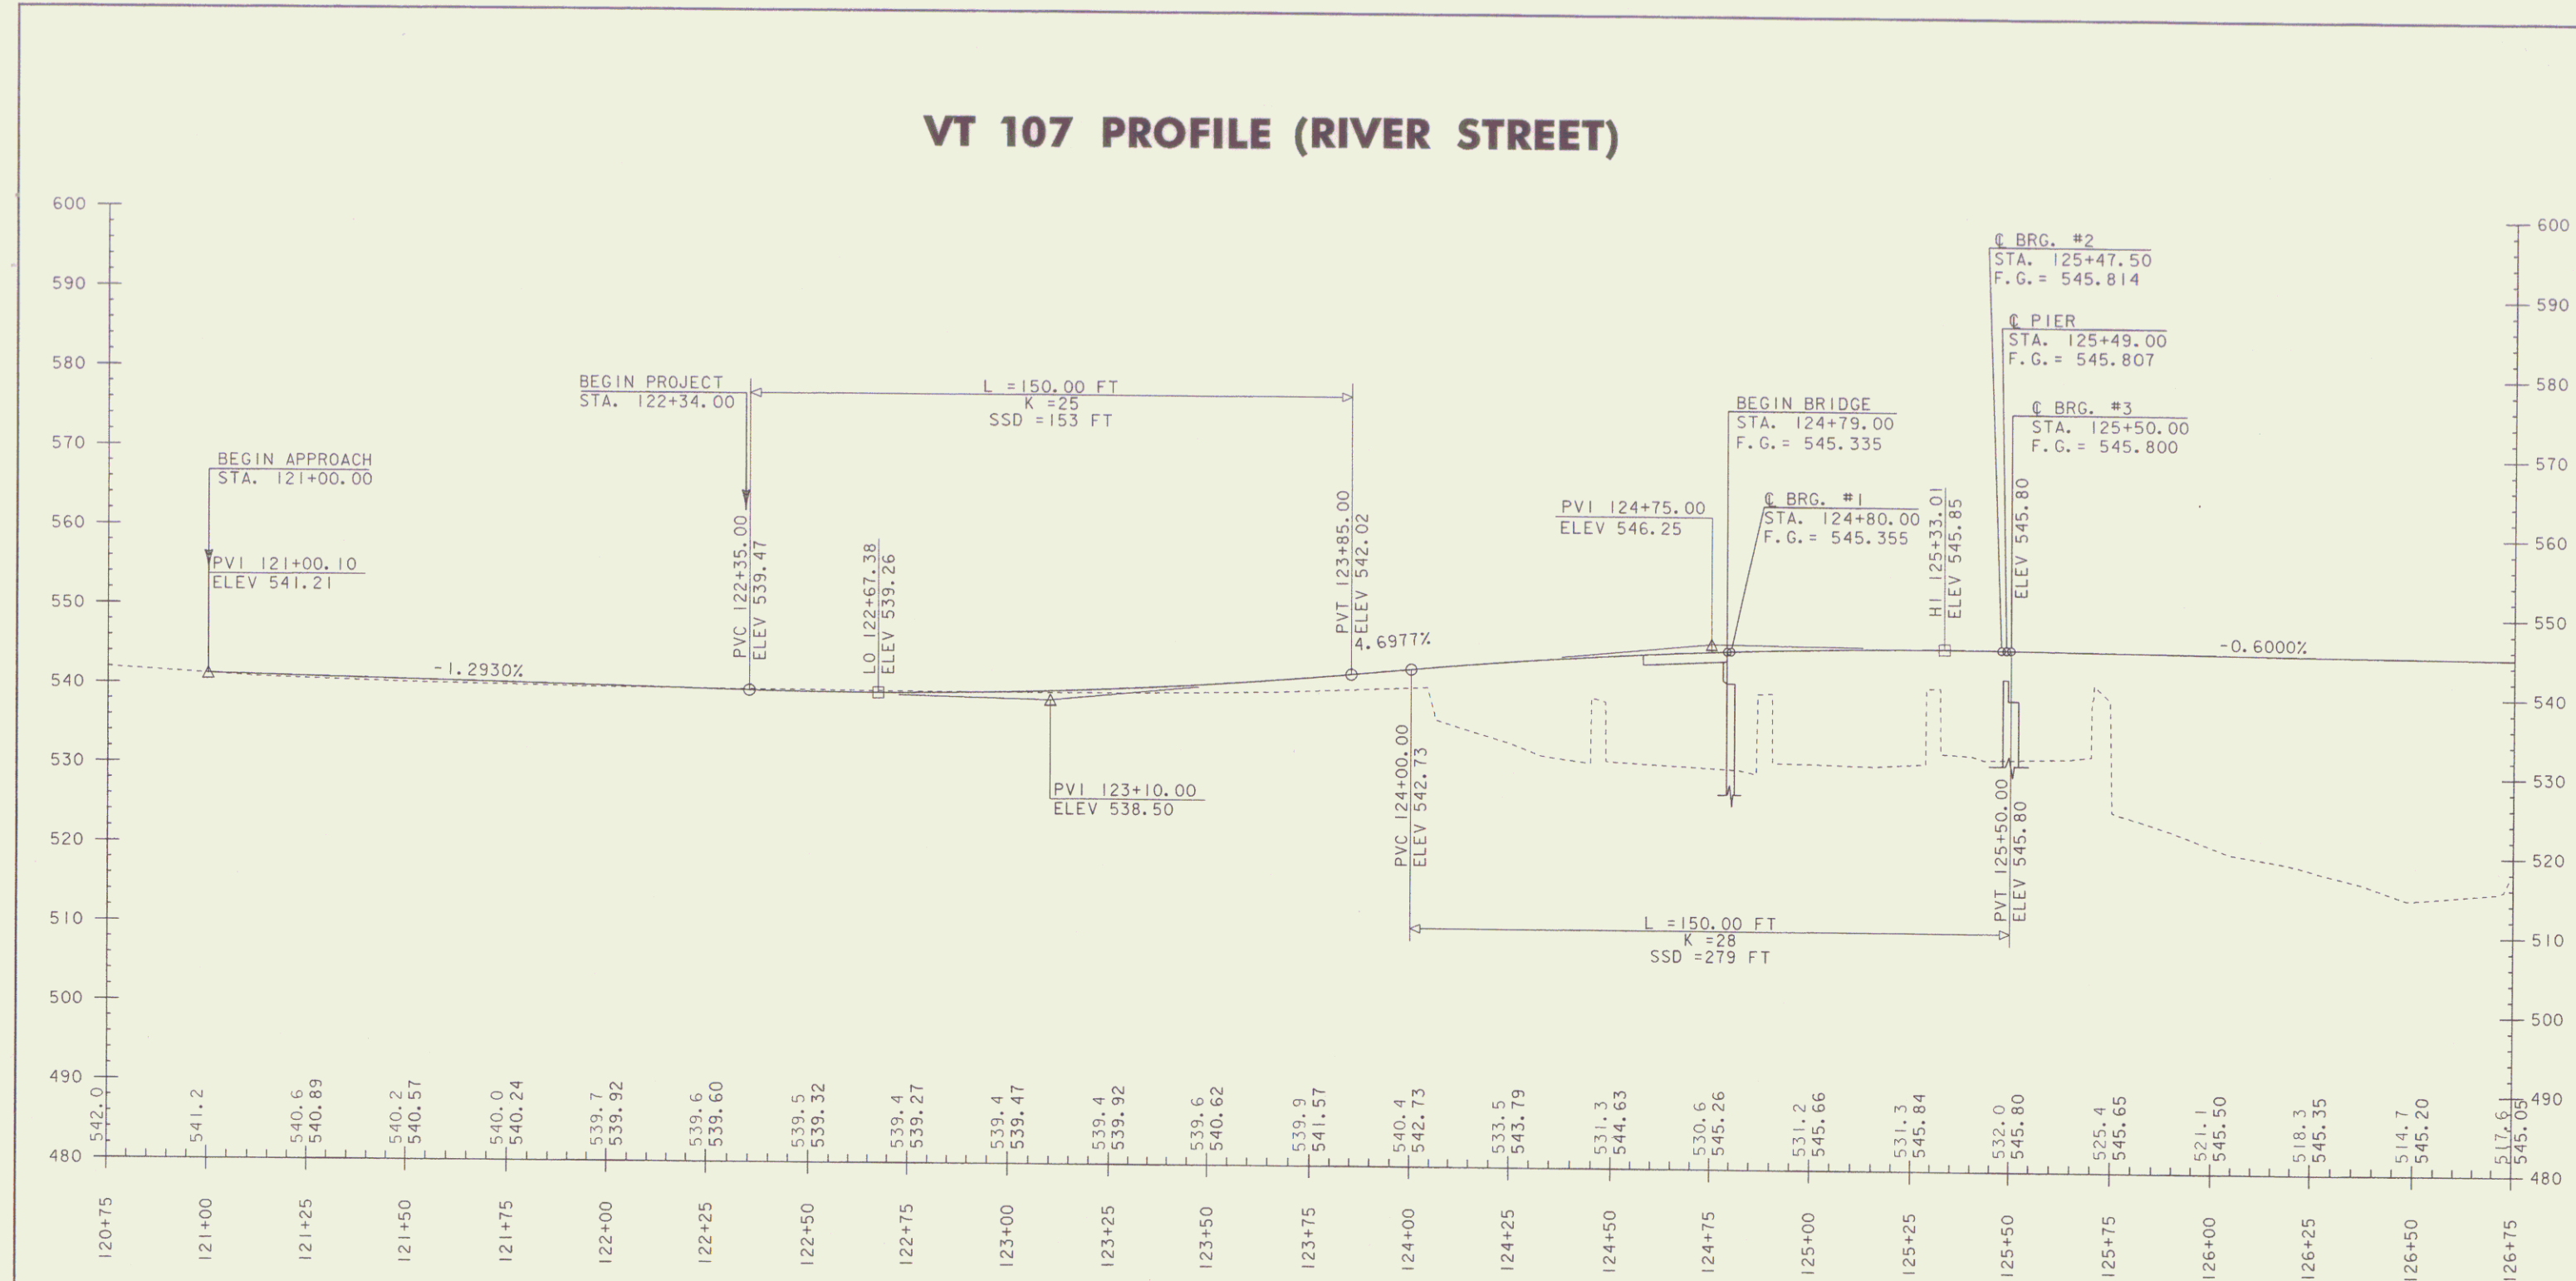 VT 107 PROFILE (RIVER STREET)
600
590
580
570
560
550
540
530
520
510
500
490
480
600
590
580
570
560
550
540
530
520
510
500
490
480
BEGIN APPROACH
STA. 121+00.00
PVI 121+00.10
ELEV 541.21
-1.2930%
BEGIN PROJECT
STA. 122+34.00
PVC 122+35.00
ELEV 539.47
L =150.00 FT
K =25
SSD =153 FT
LO 122+67.38
ELEV 539.26
PVI 123+10.00
ELEV 538.50
PVT 123+85.00
ELEV 542.02
4.6977%
PVC 124+00.00
ELEV 542.73
PVI 124+75.00
ELEV 546.25
BEGIN BRIDGE
STA. 124+79.00
F.G.= 545.335
℄ BRG. #1
STA. 124+80.00
F.G.= 545.355
HI 125+33.01
ELEV 545.85
℄ BRG. #2
STA. 125+47.50
F.G.= 545.814
℄ PIER
STA. 125+49.00
F.G.= 545.807
℄ BRG. #3
STA. 125+50.00
F.G.= 545.800
ELEV 545.80
-0.6000%
PVT 125+50.00
ELEV 545.80
L =150.00 FT
K =28
SSD =279 FT
542.0
541.2
540.6
540.89
540.2
540.57
540.0
540.24
539.7
539.92
539.6
539.60
539.5
539.32
539.4
539.27
539.4
539.47
539.4
539.92
539.6
540.62
539.9
541.57
540.4
542.73
533.5
543.79
531.3
544.63
530.6
545.26
531.2
545.66
531.3
545.84
532.0
545.80
525.4
545.65
521.1
545.50
518.3
545.35
514.7
545.20
517.6
545.05
120+75
121+00
121+25
121+50
121+75
122+00
122+25
122+50
122+75
123+00
123+25
123+50
123+75
124+00
124+25
124+50
124+75
125+00
125+25
125+50
125+75
126+00
126+25
126+50
126+75